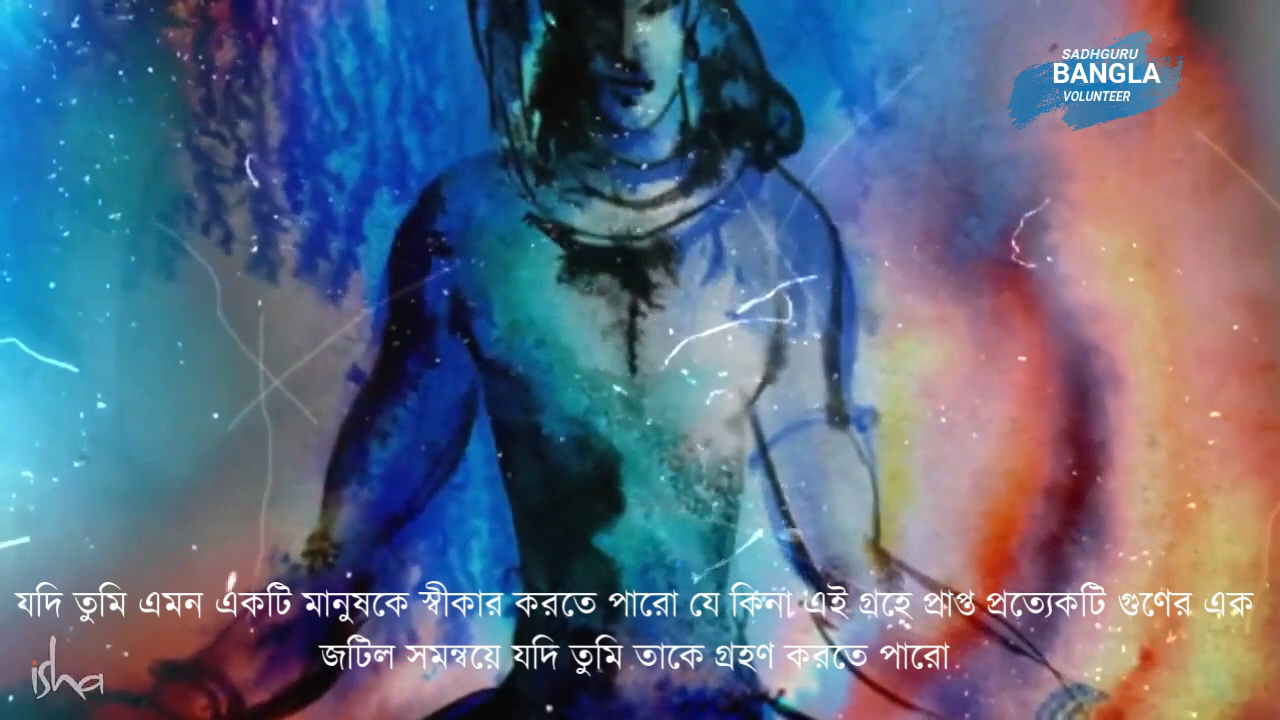 SADHGURU
BANGLA
VOLUNTEER
যদি তুমি এমন একটি মানুষকে স্বীকার করতে পারো যে কিনা এই গ্রহে প্রাপ্ত প্রত্যেকটি গুণের এক
জটিল সমন্বয়ে যদি তুমি তাকে গ্রহণ করতে পারো
isha